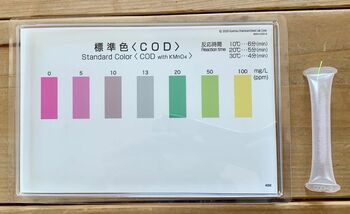 標準色〈COD〉
Standard Color〈COD with KMnO4〉
反応時間 10℃…6分(min)
Reaction time 20℃…5分(min)
30℃…4分(min)
0 5 10 13 20 50 100 mg/L
(ppm)